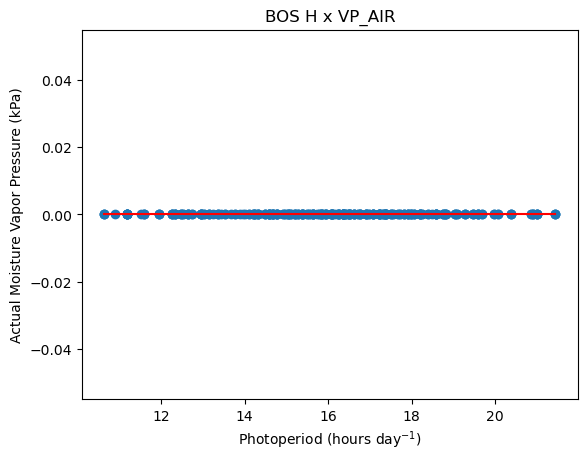 BOS H x VP_AIR
Actual Moisture Vapor Pressure (kPa)
0.04
0.02
0.00
−0.02
−0.04
12 14 16 18 20
Photoperiod (hours day⁻¹)